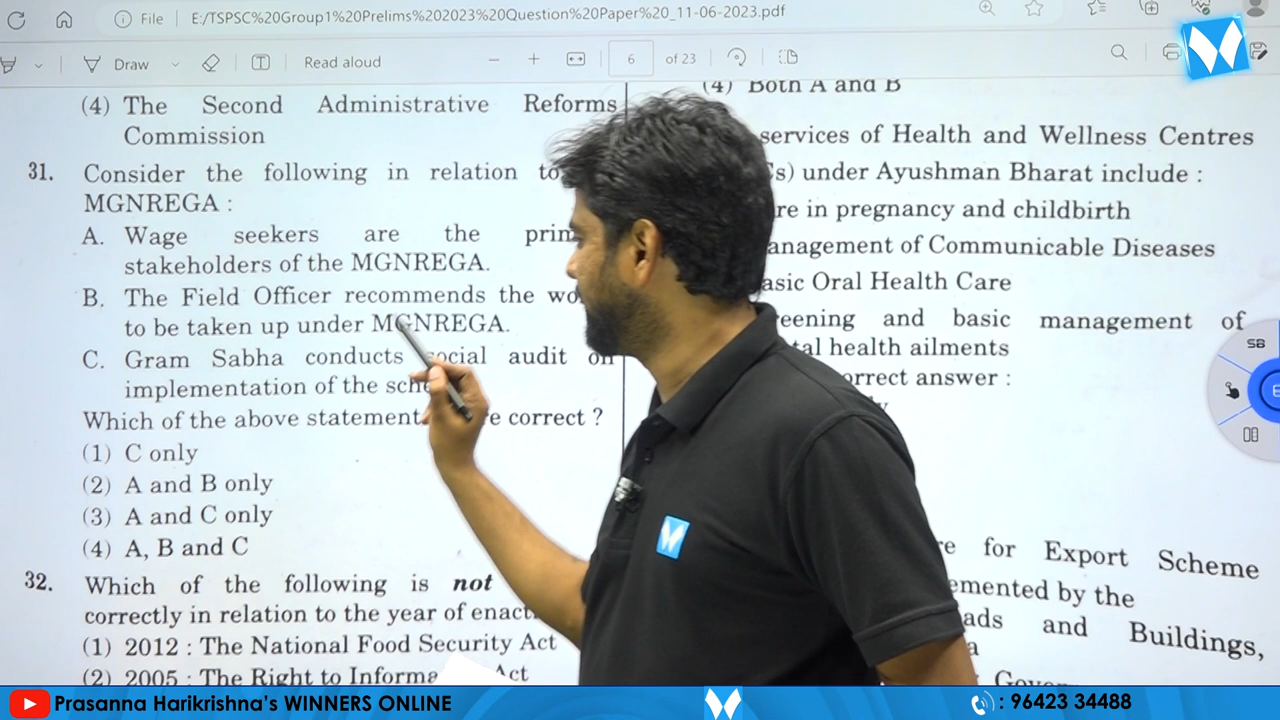 File
E:/TSPSC%20Group1%20Prelims%202023%20Question%20Paper%20_11-06-2023.pdf
Draw
Read aloud
6
of 23
(4) The Second Administrative Reforms
Commission
31. Consider the following in relation to
MGNREGA :
A. Wage seekers are the
stakeholders of the MGNREGA.
B. The Field Officer recommends the
to be taken up under MGNREGA.
C. Gram Sabha conducts social audit on
implementation of the
Which of the above correct ?
(1) C only
(2) A and B only
(3) A and C only
(4) A, B and C
32. Which of the following is not
correctly in relation to the year of
(1) 2012 : The National Food Security Act
(2) 2005 : The Right to Act
(4) Both A and B
services of Health and Wellness Centres
under Ayushman Bharat include :
in pregnancy and childbirth
of Communicable Diseases
Oral Health Care
and basic management of
health ailments
answer :
for Export Scheme
by the
and Buildings,
SB
Prasanna Harikrishna's WINNERS ONLINE
W
: 96423 34488